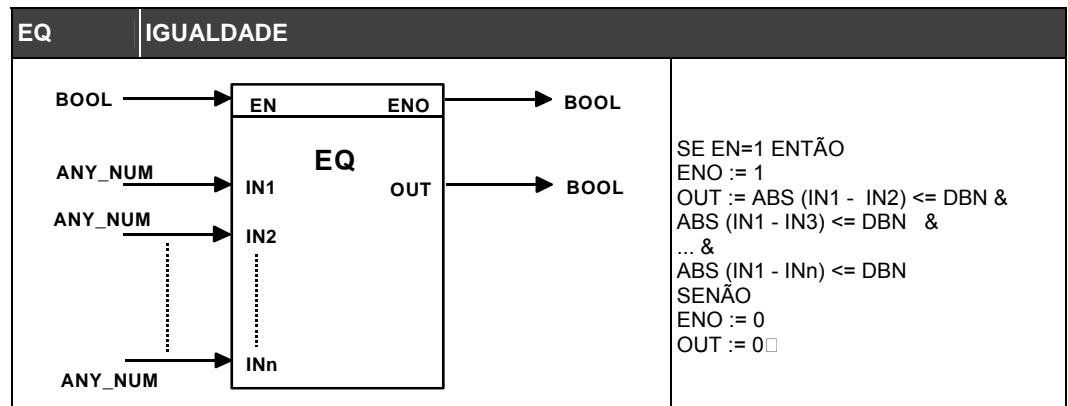 EQ IGUALDADE
BOOL EN ENO BOOL
EQ
ANY_NUM IN1 OUT BOOL
ANY_NUM IN2
INn
ANY_NUM
SE EN=1 ENTÃO
ENO := 1
OUT := ABS (IN1 - IN2) <= DBN &
ABS (IN1 - IN3) <= DBN &
... &
ABS (IN1 - INn) <= DBN
SENÃO
ENO := 0
OUT := 0□